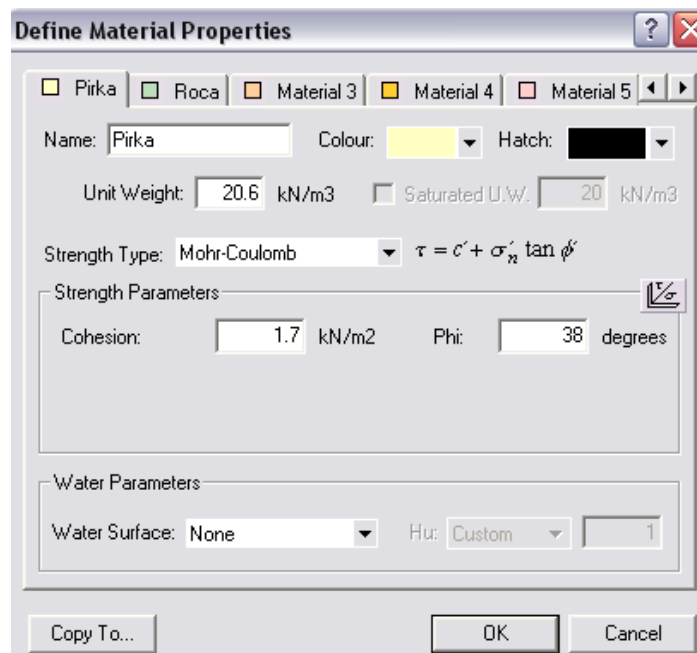 Define Material Properties ?
Pirka Roca Material 3 Material 4 Material 5
Name: Pirka Colour: Hatch:
Unit Weight: 20.6 kN/m3 Saturated U.W. 20 kN/m3
Strength Type: Mohr-Coulomb τ = c′ + σ′ₙ tan ϕ′
Strength Parameters τ/σ
Cohesion: 1.7 kN/m2 Phi: 38 degrees
Water Parameters
Water Surface: None Hu: Custom 1
Copy To... OK Cancel